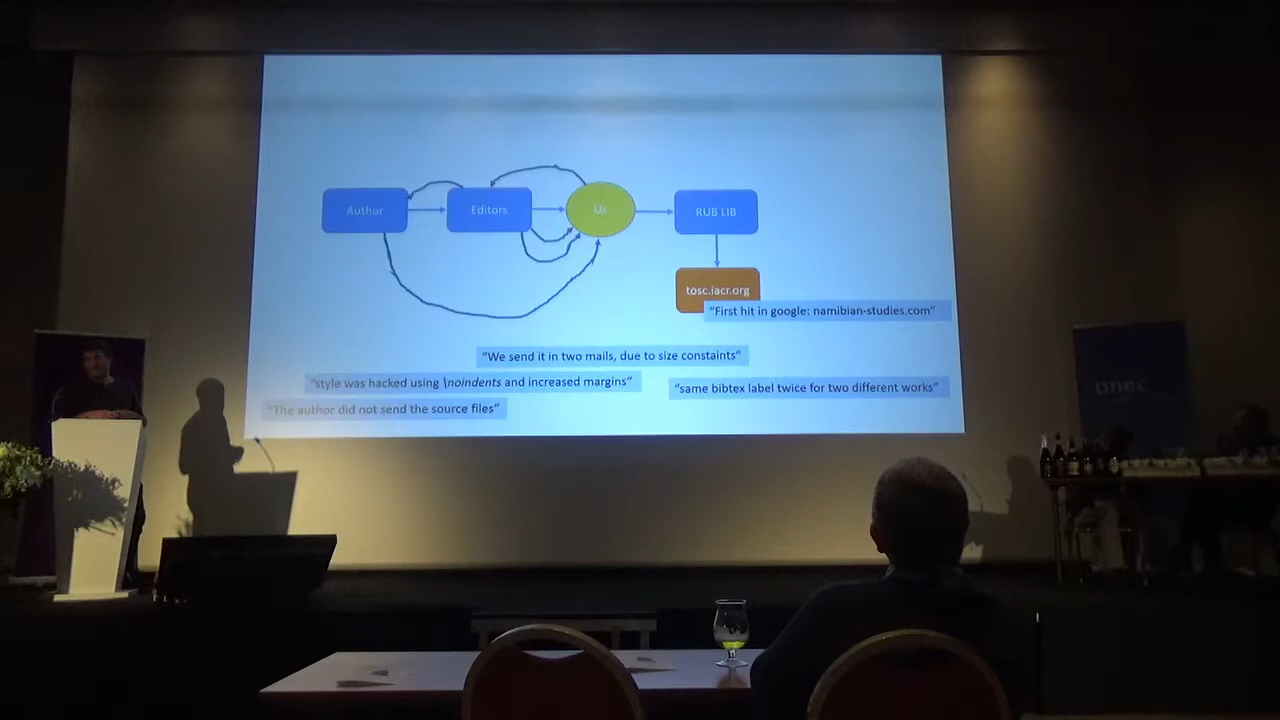 Author
Editors
Us
RUB LIB
tosc.iacr.org
"First hit in google: namibian-studies.com"
"We send it in two mails, due to size constaints"
"style was hacked using \noindents and increased margins"
"same bibtex label twice for two different works"
"The author did not send the source files"